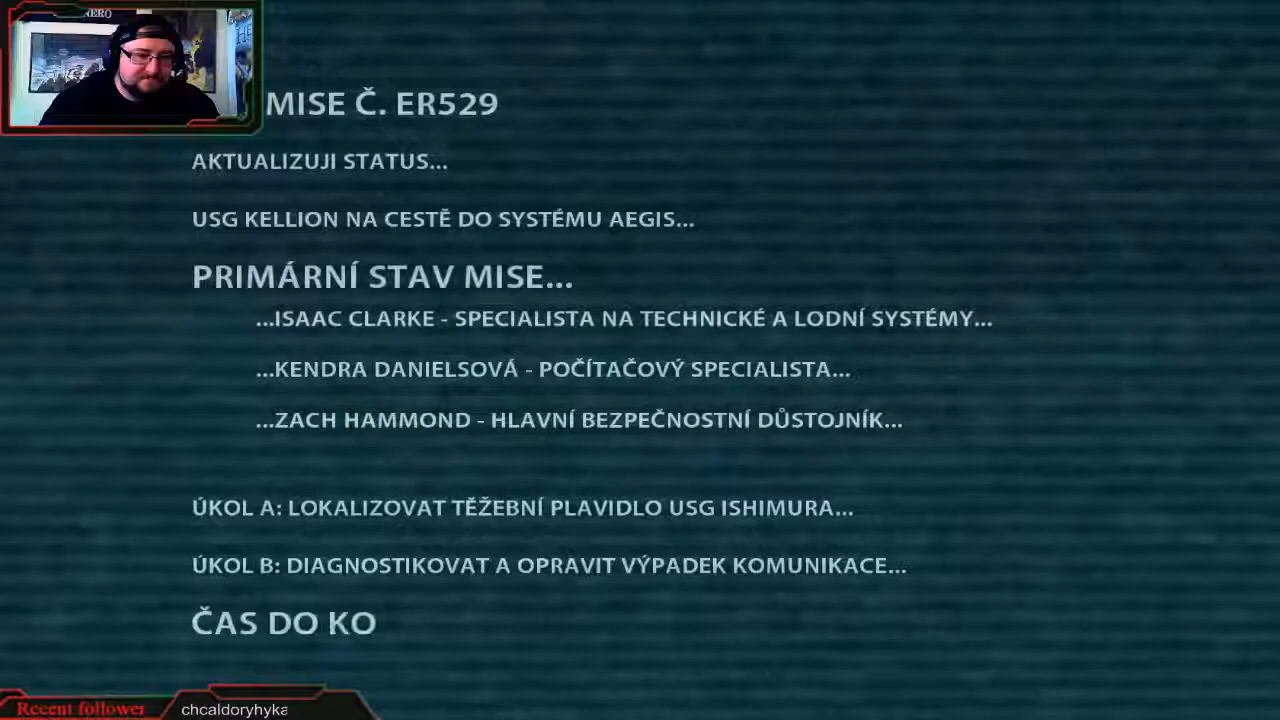 MISE Č. ER529
AKTUALIZUJI STATUS...
USG KELLION NA CESTĚ DO SYSTÉMU AEGIS...
PRIMÁRNÍ STAV MISE...
...ISAAC CLARKE - SPECIALISTA NA TECHNICKÉ A LODNÍ SYSTÉMY...
...KENDRA DANIELSOVÁ - POČÍTAČOVÝ SPECIALISTA...
...ZACH HAMMOND - HLAVNÍ BEZPEČNOSTNÍ DŮSTOJNÍK...
ÚKOL A: LOKALIZOVAT TĚŽEBNÍ PLAVIDLO USG ISHIMURA...
ÚKOL B: DIAGNOSTIKOVAT A OPRAVIT VÝPADEK KOMUNIKACE...
ČAS DO KO
Recent follower
chcaldoryhyka